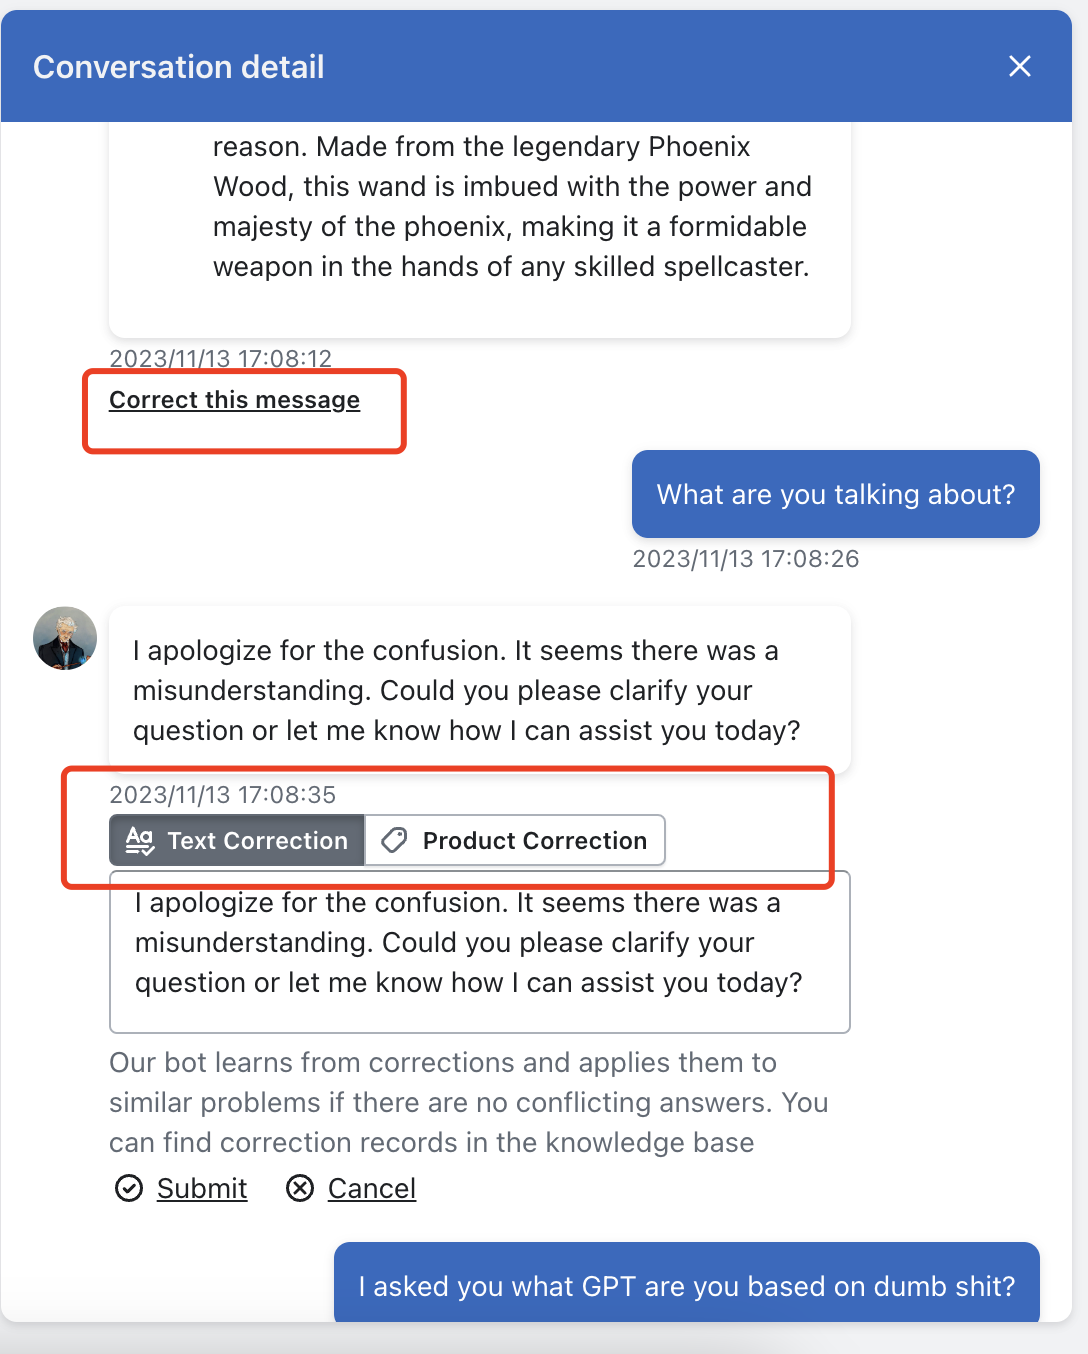 Conversation detail
reason. Made from the legendary Phoenix
Wood, this wand is imbued with the power and
majesty of the phoenix, making it a formidable
weapon in the hands of any skilled spellcaster.
2023/11/13 17:08:12
Correct this message
What are you talking about?
2023/11/13 17:08:26
I apologize for the confusion. It seems there was a
misunderstanding. Could you please clarify your
question or let me know how I can assist you today?
2023/11/13 17:08:35
Text Correction Product Correction
I apologize for the confusion. It seems there was a
misunderstanding. Could you please clarify your
question or let me know how I can assist you today?
Our bot learns from corrections and applies them to
similar problems if there are no conflicting answers. You
can find correction records in the knowledge base
Submit Cancel
I asked you what GPT are you based on dumb shit?